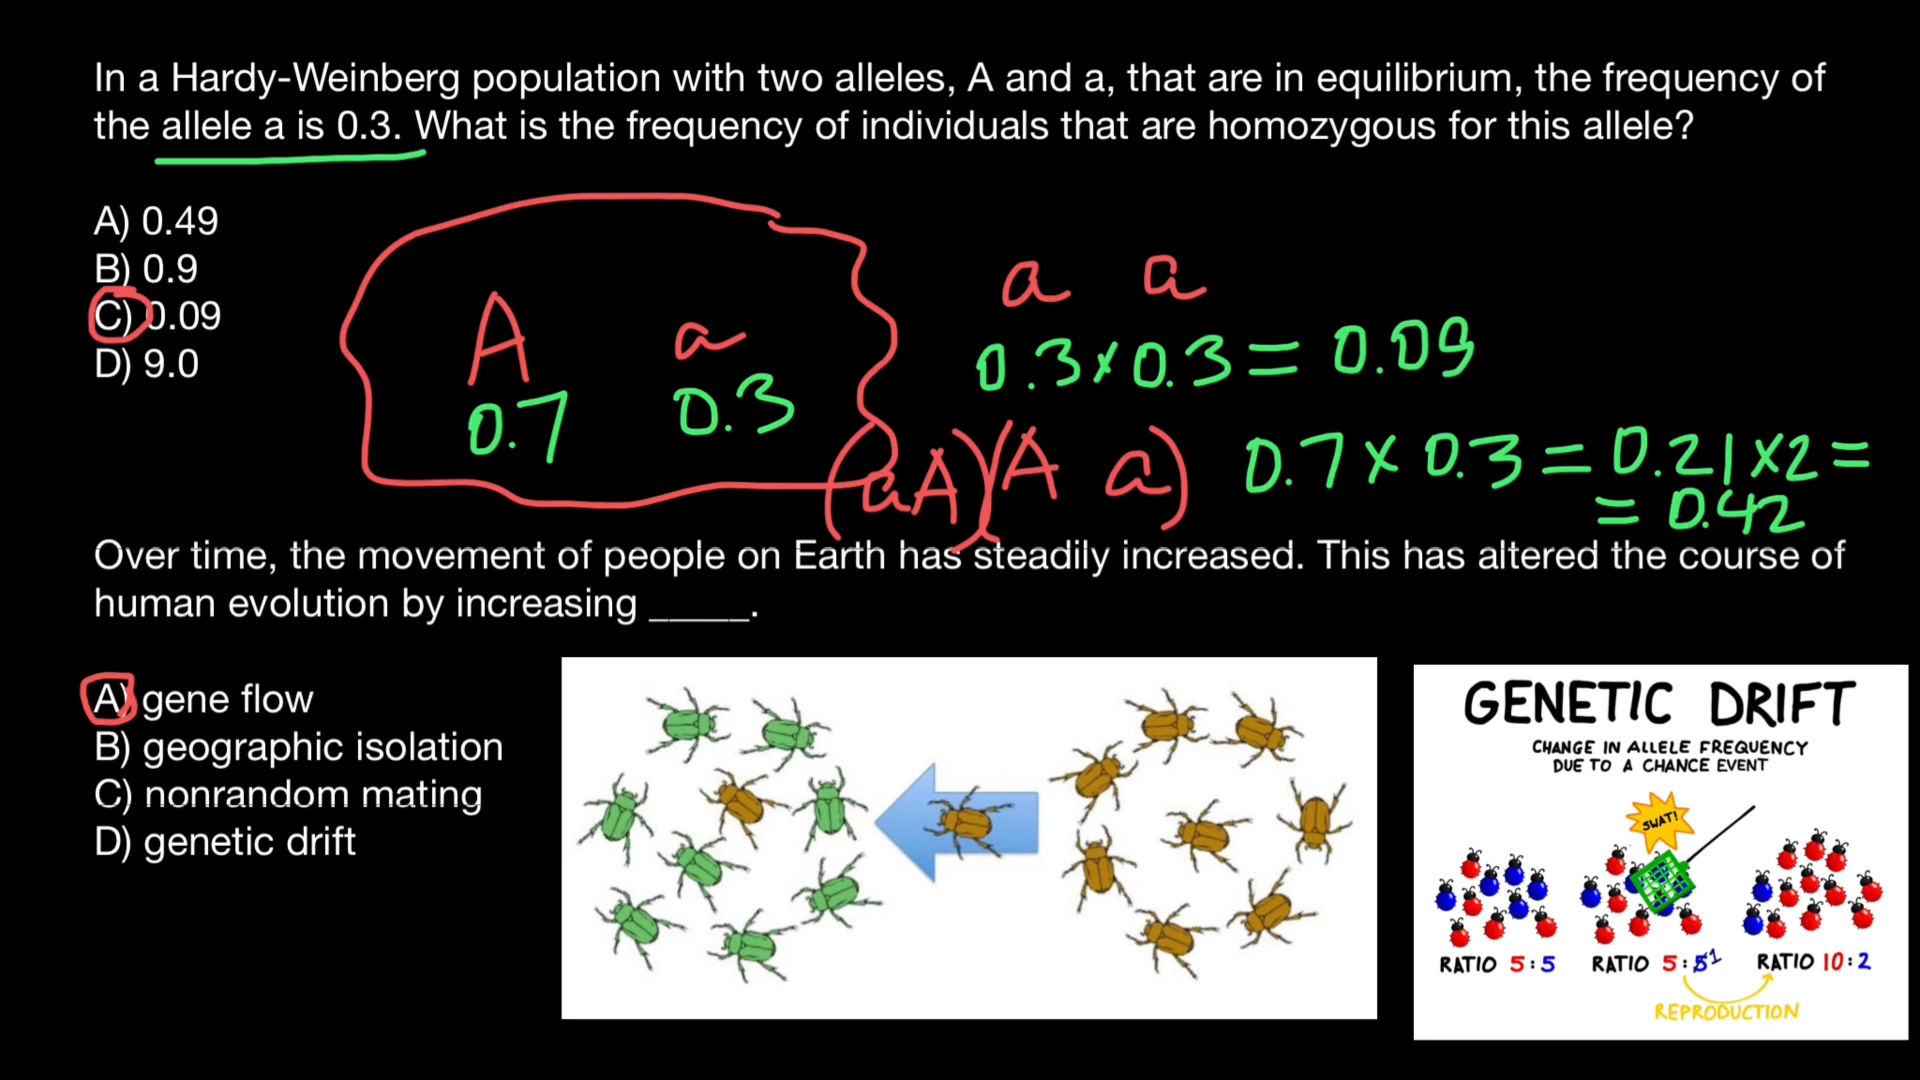 In a Hardy-Weinberg population with two alleles, A and a, that are in equilibrium, the frequency of
the allele a is 0.3. What is the frequency of individuals that are homozygous for this allele?
A) 0.49
B) 0.9
C) 0.09
D) 9.0
A a
0.7 0.3
a a
0.3 x 0.3 = 0.09
(aA)(A a) 0.7 x 0.3 = 0.21 x 2 =
= 0.42
Over time, the movement of people on Earth has steadily increased. This has altered the course of
human evolution by increasing _____.
A) gene flow
B) geographic isolation
C) nonrandom mating
D) genetic drift
GENETIC DRIFT
CHANGE IN ALLELE FREQUENCY
DUE TO A CHANCE EVENT
SWAT!
RATIO 5:5
RATIO 5:51
RATIO 10:2
REPRODUCTION